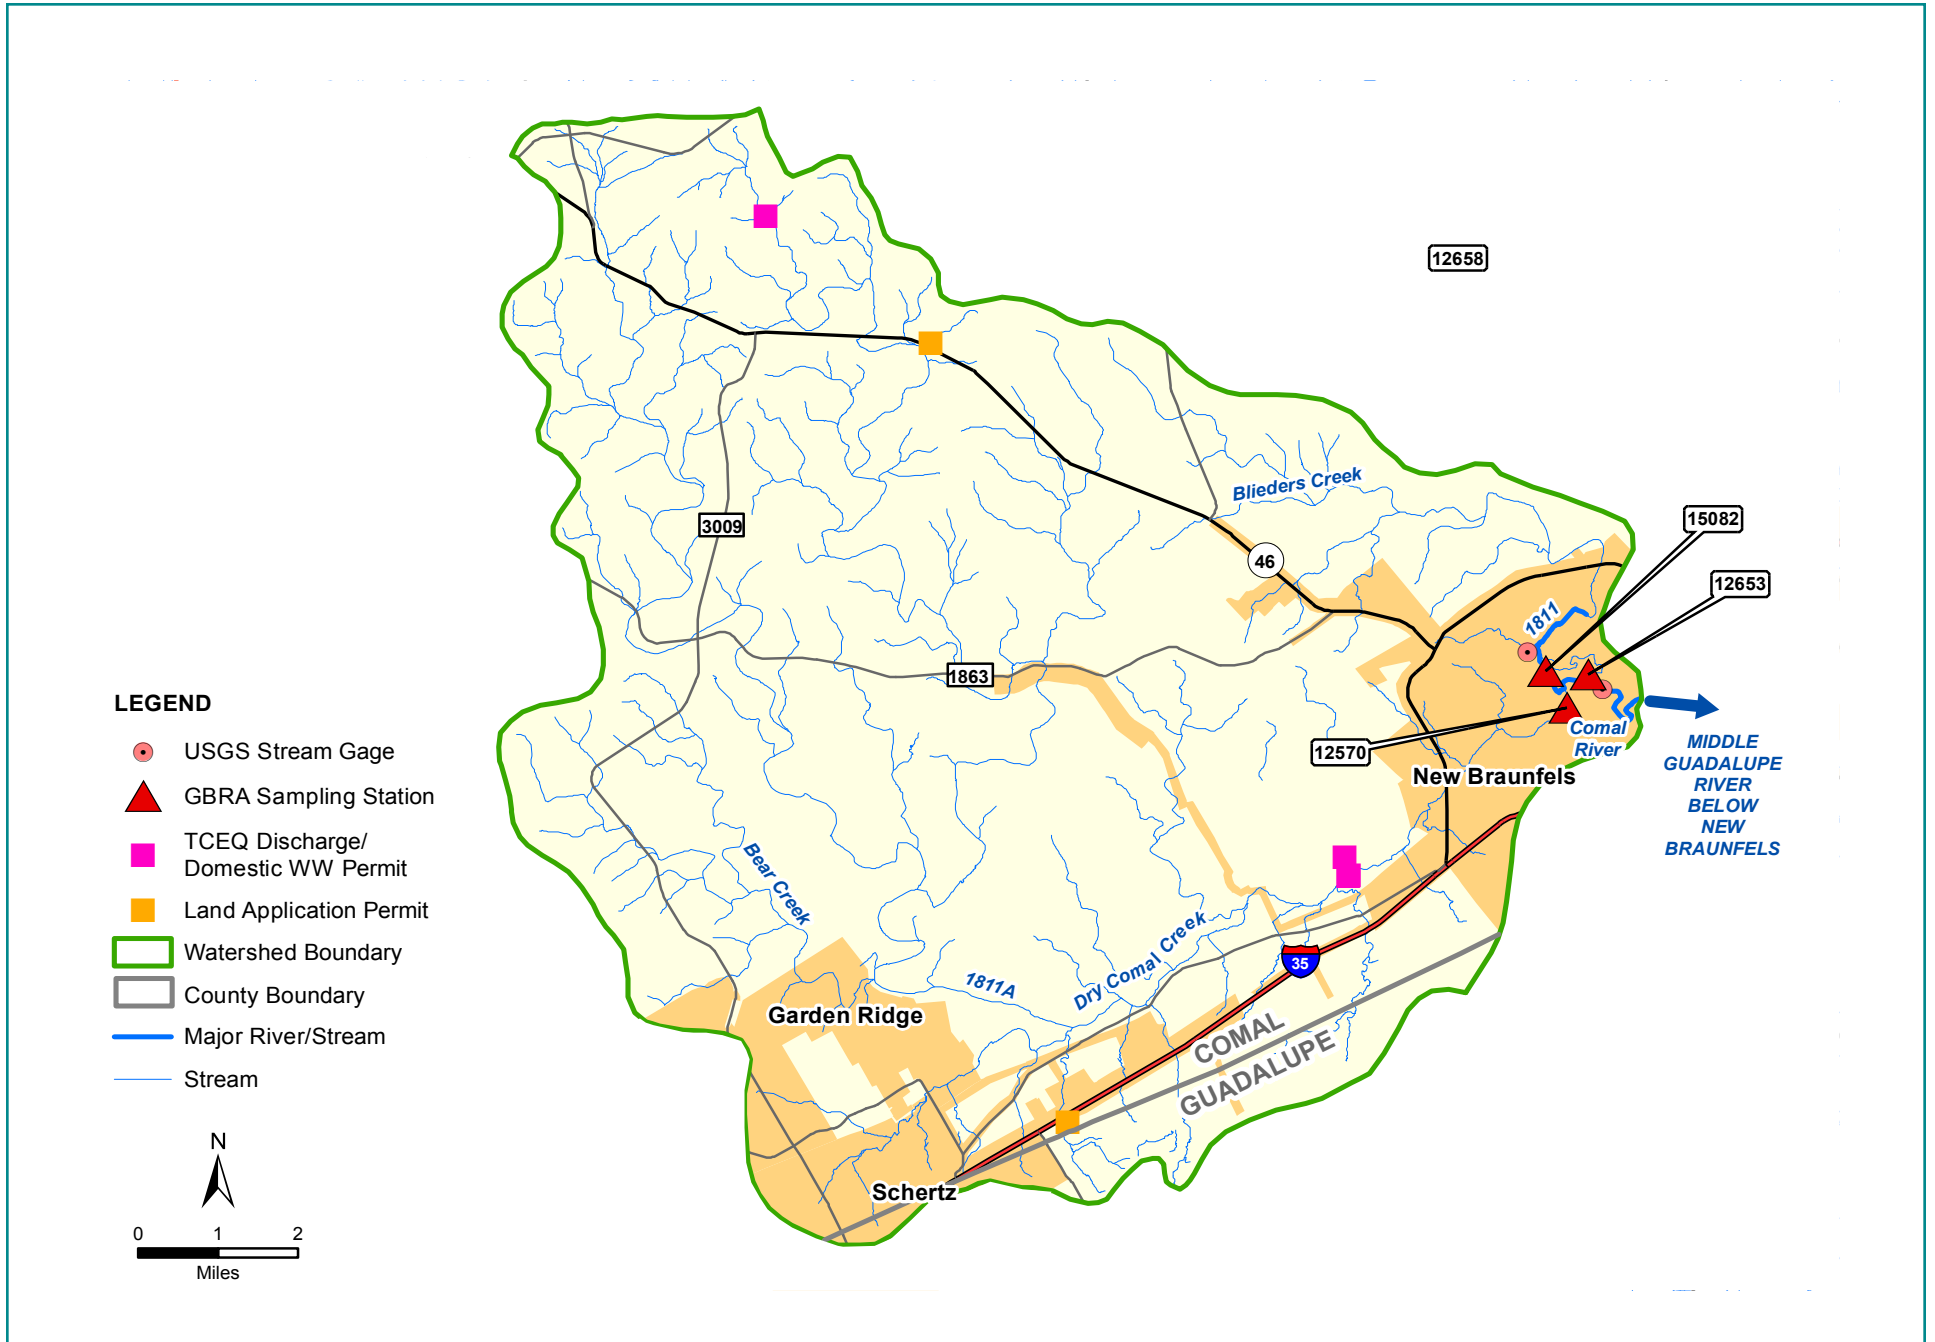 12658
Blieders Creek
15082
3009
46
12653
1811
1863
LEGEND
USGS Stream Gage
GBRA Sampling Station
TCEQ Discharge/
Domestic WW Permit
Land Application Permit
Watershed Boundary
County Boundary
Major River/Stream
Stream
12570
Comal
River
New Braunfels
MIDDLE
GUADALUPE
RIVER
BELOW
NEW
BRAUNFELS
Bear Creek
Dry Comal Creek
35
1811A
Garden Ridge
COMAL
GUADALUPE
Schertz
N
0 1 2
Miles